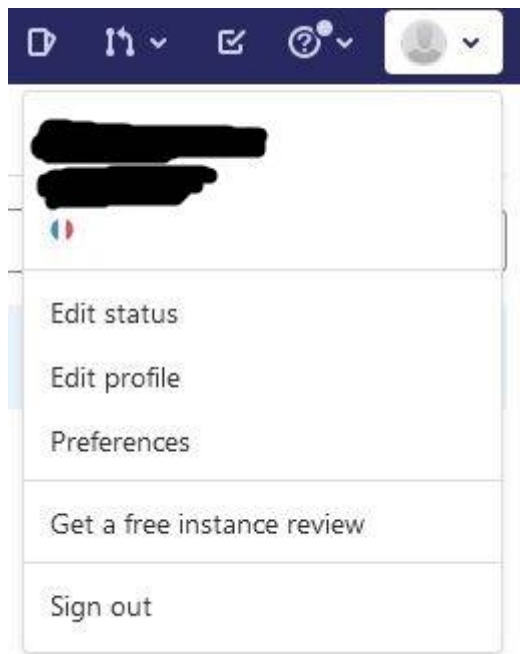 Edit status
Edit profile
Preferences
Get a free instance review
Sign out